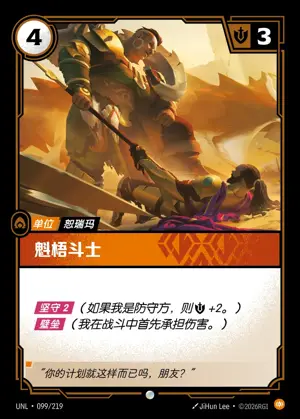 4
3
单位 恕瑞玛
魁梧斗士
坚守 2 （如果我是防守方，则 +2。）
壁垒 （我在战斗中首先承担伤害。）
"你的计划就这样而已吗，朋友？"
UNL • 099/219
JiHun Lee • ©2026RGI